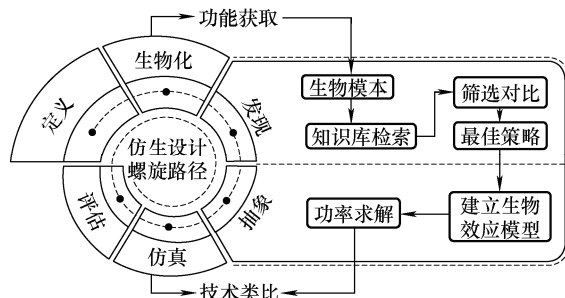 功能获取
生物化
定义
发现
仿生设计
螺旋路径
评估
抽象
仿真
生物模本
知识库检索
筛选对比
最佳策略
建立生物
效应模型
功率求解
技术类比